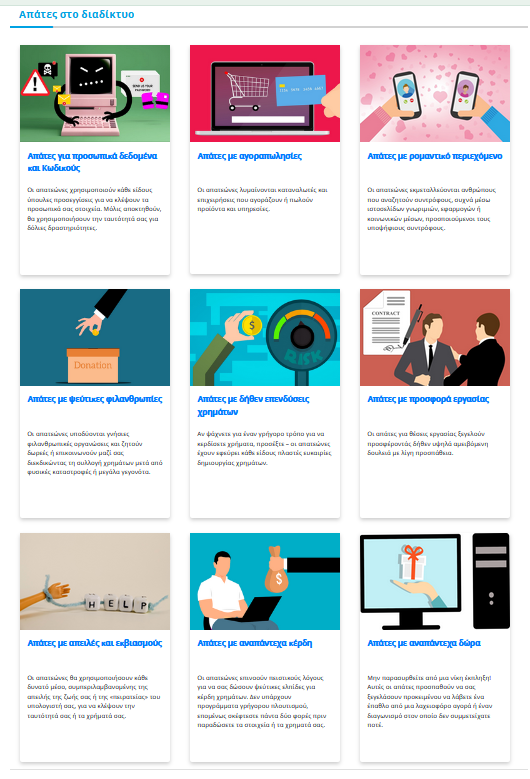 Απάτες στο διαδίκτυο
Απάτες για προσωπικά δεδομένα
και Κωδικούς
Οι απατεώνες χρησιμοποιούν κάθε είδους
ύπουλες προσεγγίσεις για να κλέψουν τα
προσωπικά σας στοιχεία. Μόλις αποκτηθούν,
θα χρησιμοποιήσουν την ταυτότητά σας για
δόλιες δραστηριότητες.
Απάτες με αγοραπωλησίες
Οι απατεώνες λυμαίνονται καταναλωτές και
επιχειρήσεις που αγοράζουν ή πωλούν
προϊόντα και υπηρεσίες.
Απάτες με ρομαντικό περιεχόμενο
Οι απατεώνες εκμεταλλεύονται ανθρώπους
που αναζητούν συντρόφους, συχνά μέσω
ιστοσελίδων γνωριμιών, εφαρμογών ή
κοινωνικών μέσων, προσποιούμενοι τους
υποψήφιους συντρόφους.
Donation
Απάτες με ψεύτικες φιλανθρωπίες
Οι απατεώνες υποδύονται γνήσιες
φιλανθρωπικές οργανώσεις και ζητούν
δωρεές ή επικοινωνούν μαζί σας
διεκδικώντας τη συλλογή χρημάτων μετά από
φυσικές καταστροφές ή μεγάλα γεγονότα.
$
RISK
Απάτες με δήθεν επενδύσεις
χρημάτων
Αν ψάχνετε για έναν γρήγορο τρόπο για να
κερδίσετε χρήματα, προσέξτε – οι απατεώνες
έχουν εφεύρει κάθε είδους πλαστές ευκαιρίες
δημιουργίας χρημάτων.
CONTRACT
Απάτες με προσφορά εργασίας
Οι απάτες για θέσεις εργασίας ξεγελούν
προσφέροντάς δήθεν υψηλά αμειβόμενη
δουλειά με λίγη προσπάθεια.
HELP
Απάτες με απειλές και εκβιασμούς
Οι απατεώνες θα χρησιμοποιήσουν κάθε
δυνατό μέσο, συμπεριλαμβανομένης της
απειλής της ζωής σας ή της «πειρατείας» του
υπολογιστή σας, για να κλέψουν την
ταυτότητά σας ή τα χρήματά σας.
$
Απάτες με αναπάντεχα κέρδη
Οι απατεώνες επινοούν πειστικούς λόγους
για να σας δώσουν ψεύτικες ελπίδες για
κέρδη χρημάτων. Δεν υπάρχουν
προγράμματα γρήγορου πλουτισμού,
επομένως σκεφτείτε πάντα δύο φορές πριν
παραδώσετε τα στοιχεία ή τα χρηματά σας.
Απάτες με αναπάντεχα δώρα
Μην παρασυρθείτε από μια νίκη έκπληξη!
Αυτές οι απάτες προσπαθούν να σας
ξεγελάσουν προκειμένου να λάβετε ένα
έπαθλο από μια λαχειοφόρο αγορά ή έναν
διαγωνισμό στον οποίο δεν συμμετείχατε
ποτέ.